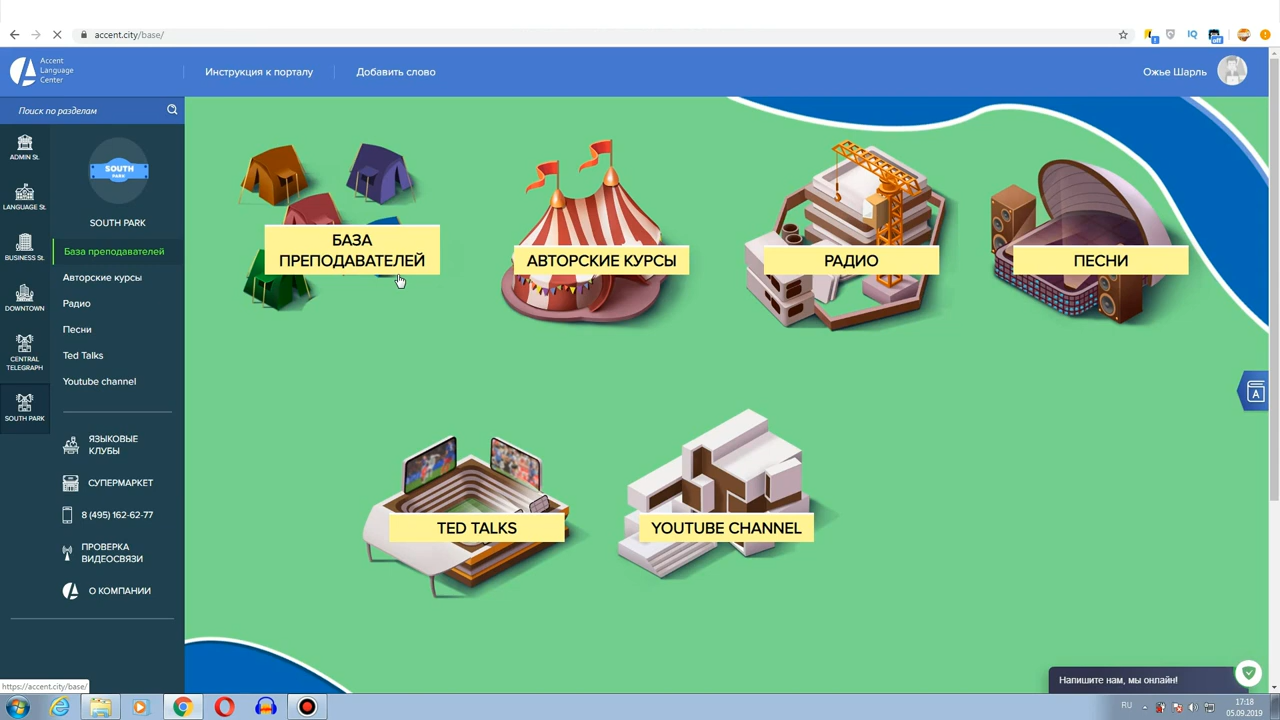 accent.city/base/
IQ
off
Accent
Language
Center
Инструкция к порталу
Добавить слово
Ожье Шарль
Поиск по разделам
ADMIN St.
LANGUAGE St.
BUSINESS St.
DOWNTOWN
CENTRAL
TELEGRAPH
SOUTH PARK
SOUTH
PARK
SOUTH PARK
База преподавателей
Авторские курсы
Радио
Песни
Ted Talks
Youtube channel
ЯЗЫКОВЫЕ
КЛУБЫ
СУПЕРМАРКЕТ
8 (495) 162-62-77
ПРОВЕРКА
ВИДЕОСВЯЗИ
О КОМПАНИИ
БАЗА
ПРЕПОДАВАТЕЛЕЙ
АВТОРСКИЕ КУРСЫ
РАДИО
ПЕСНИ
TED TALKS
YOUTUBE CHANNEL
A
Напишите нам, мы онлайн!
https://accent.city/base/
RU
17:18
05.09.2019